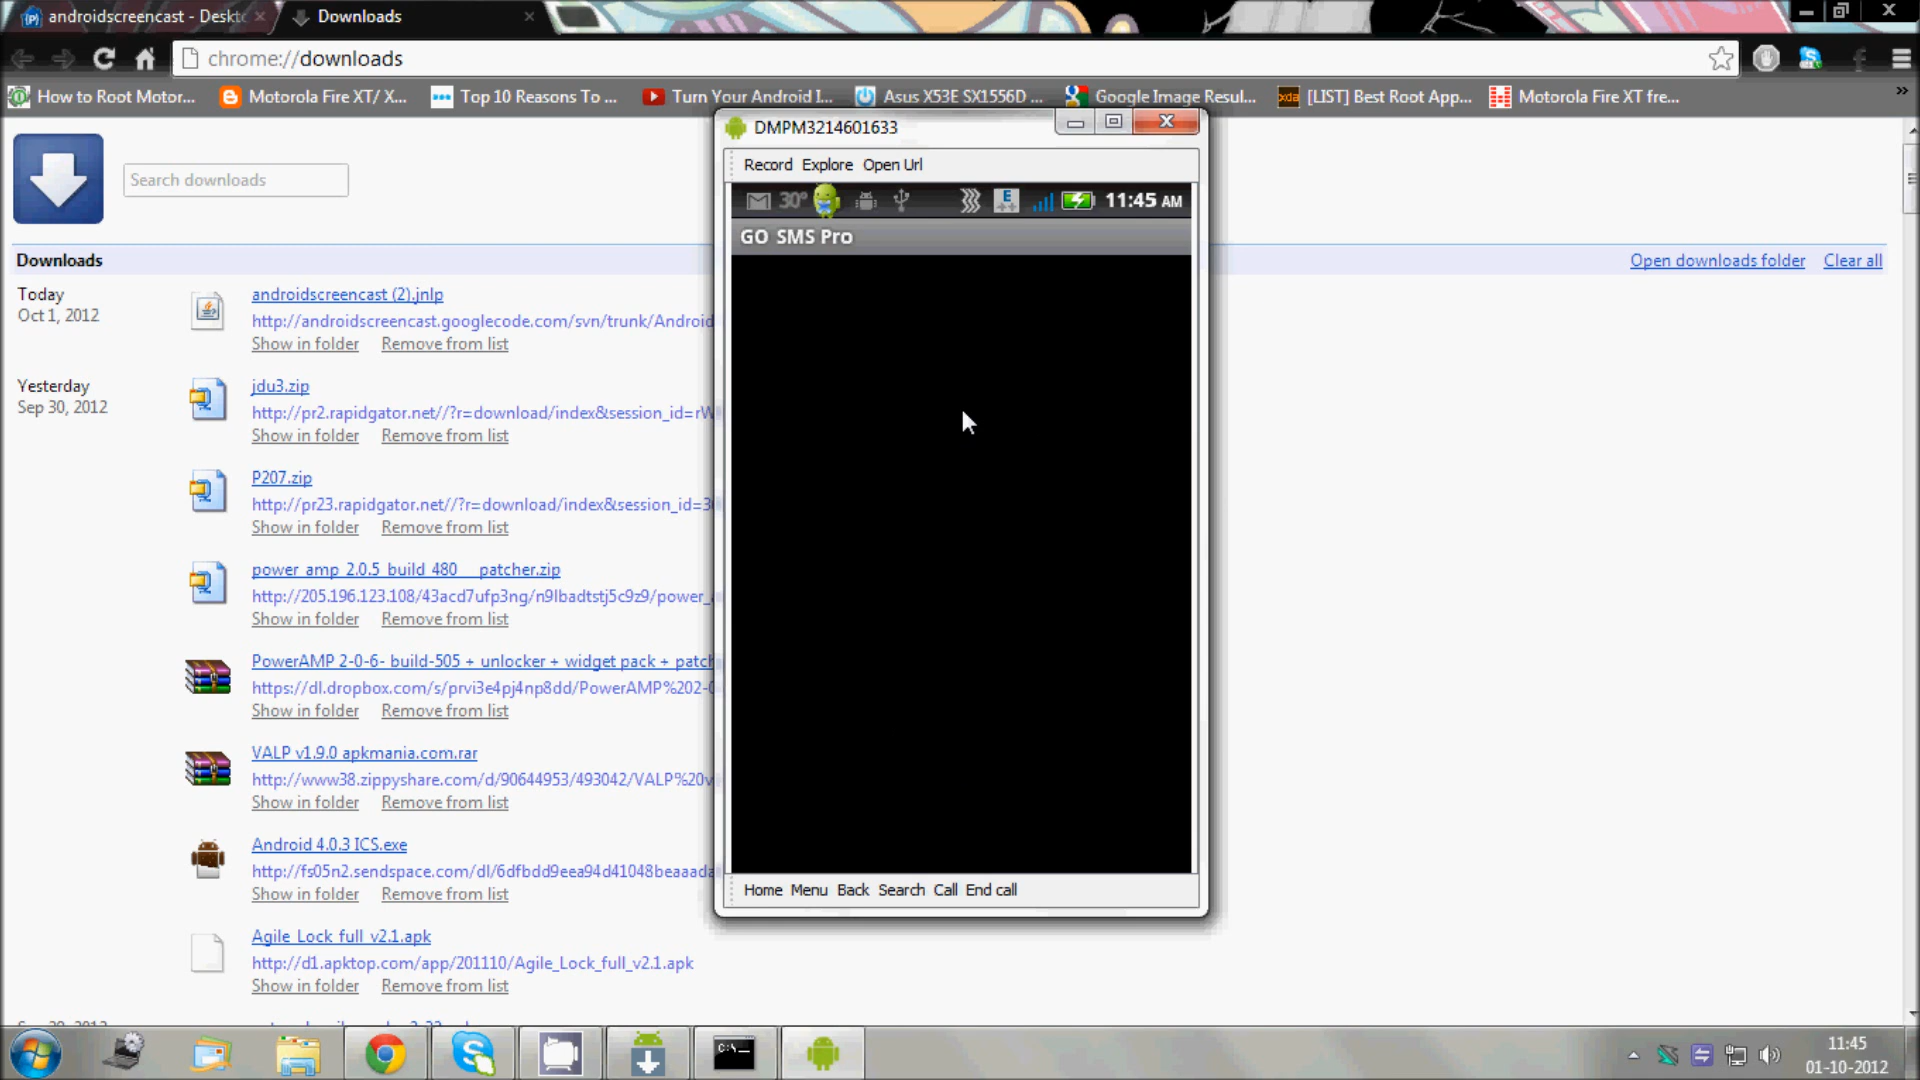 androidscreencast - Deskto
Downloads
chrome://downloads
How to Root Motor...
Motorola Fire XT/ X...
Top 10 Reasons To ...
Turn Your Android I...
Asus X53E SX1556D ...
Google Image Resul...
[LIST] Best Root App...
Motorola Fire XT fre...
Search downloads
Downloads
Open downloads folder
Clear all
Today
Oct 1, 2012
androidscreencast (2).jnlp
http://androidscreencast.googlecode.com/svn/trunk/Android
Show in folder Remove from list
Yesterday
Sep 30, 2012
jdu3.zip
http://pr2.rapidgator.net//?r=download/index&session_id=rW
Show in folder Remove from list
P207.zip
http://pr23.rapidgator.net//?r=download/index&session_id=3
Show in folder Remove from list
power amp 2.0.5 build 480 patcher.zip
http://205.196.123.108/43acd7ufp3ng/n9lbadtstj5c9z9/power_
Show in folder Remove from list
PowerAMP 2-0-6- build-505 + unlocker + widget pack + patch
https://dl.dropbox.com/s/prvi3e4pj4np8dd/PowerAMP%202-0
Show in folder Remove from list
VALP v1.9.0 apkmania.com.rar
http://www38.zippyshare.com/d/90644953/493042/VALP%20v
Show in folder Remove from list
Android 4.0.3 ICS.exe
http://fs05n2.sendspace.com/dl/6dfbdd9eea94d41048beaaada
Show in folder Remove from list
Agile_Lock_full_v2.1.apk
http://d1.apktop.com/app/201110/Agile_Lock_full_v2.1.apk
Show in folder Remove from list
DMPM3214601633
Record Explore Open Url
30° E 11:45 AM
GO SMS Pro
Home Menu Back Search Call End call
C:\
11:45
01-10-2012